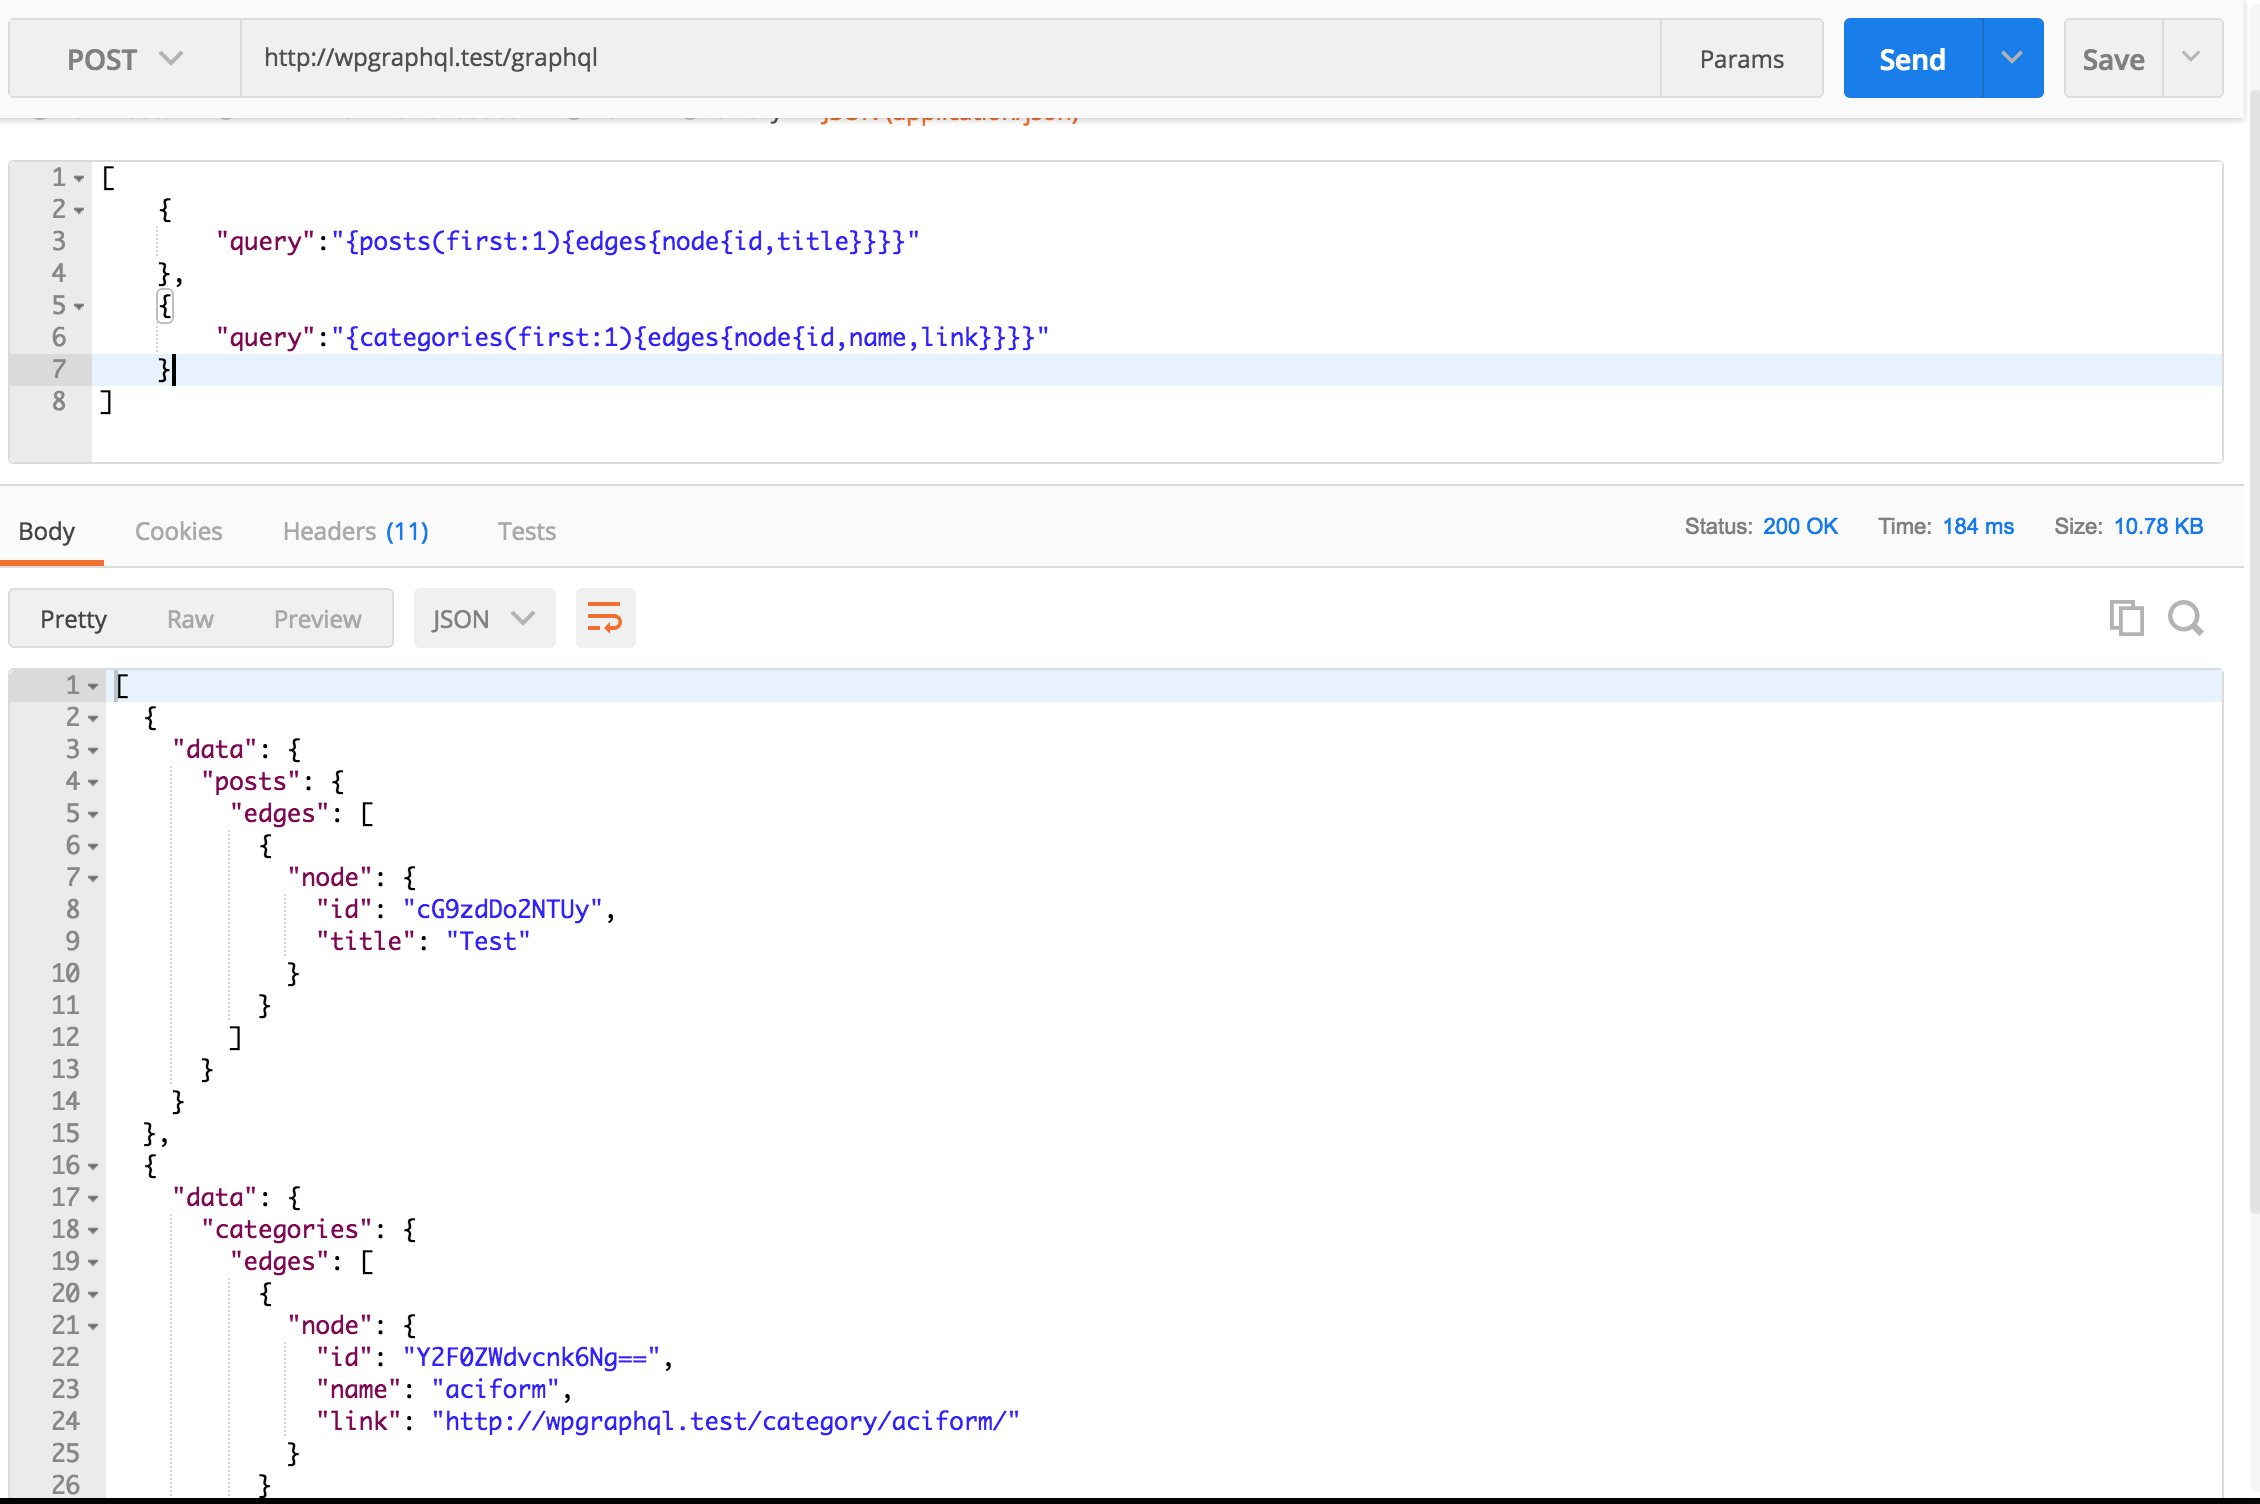 POST http://wpgraphql.test/graphql Params Send Save
JSON (application/json)
1 [
2 {
3 "query":"{posts(first:1){edges{node{id,title}}}}"
4 },
5 {
6 "query":"{categories(first:1){edges{node{id,name,link}}}}"
7 }
8 ]
Body Cookies Headers (11) Tests Status: 200 OK Time: 184 ms Size: 10.78 KB
Pretty Raw Preview JSON
1 [
2 {
3 "data": {
4 "posts": {
5 "edges": [
6 {
7 "node": {
8 "id": "cG9zdDo2NTUy",
9 "title": "Test"
10 }
11 }
12 ]
13 }
14 }
15 },
16 {
17 "data": {
18 "categories": {
19 "edges": [
20 {
21 "node": {
22 "id": "Y2F0ZWdvcnk6Ng==",
23 "name": "aciform",
24 "link": "http://wpgraphql.test/category/aciform/"
25 }
26 }